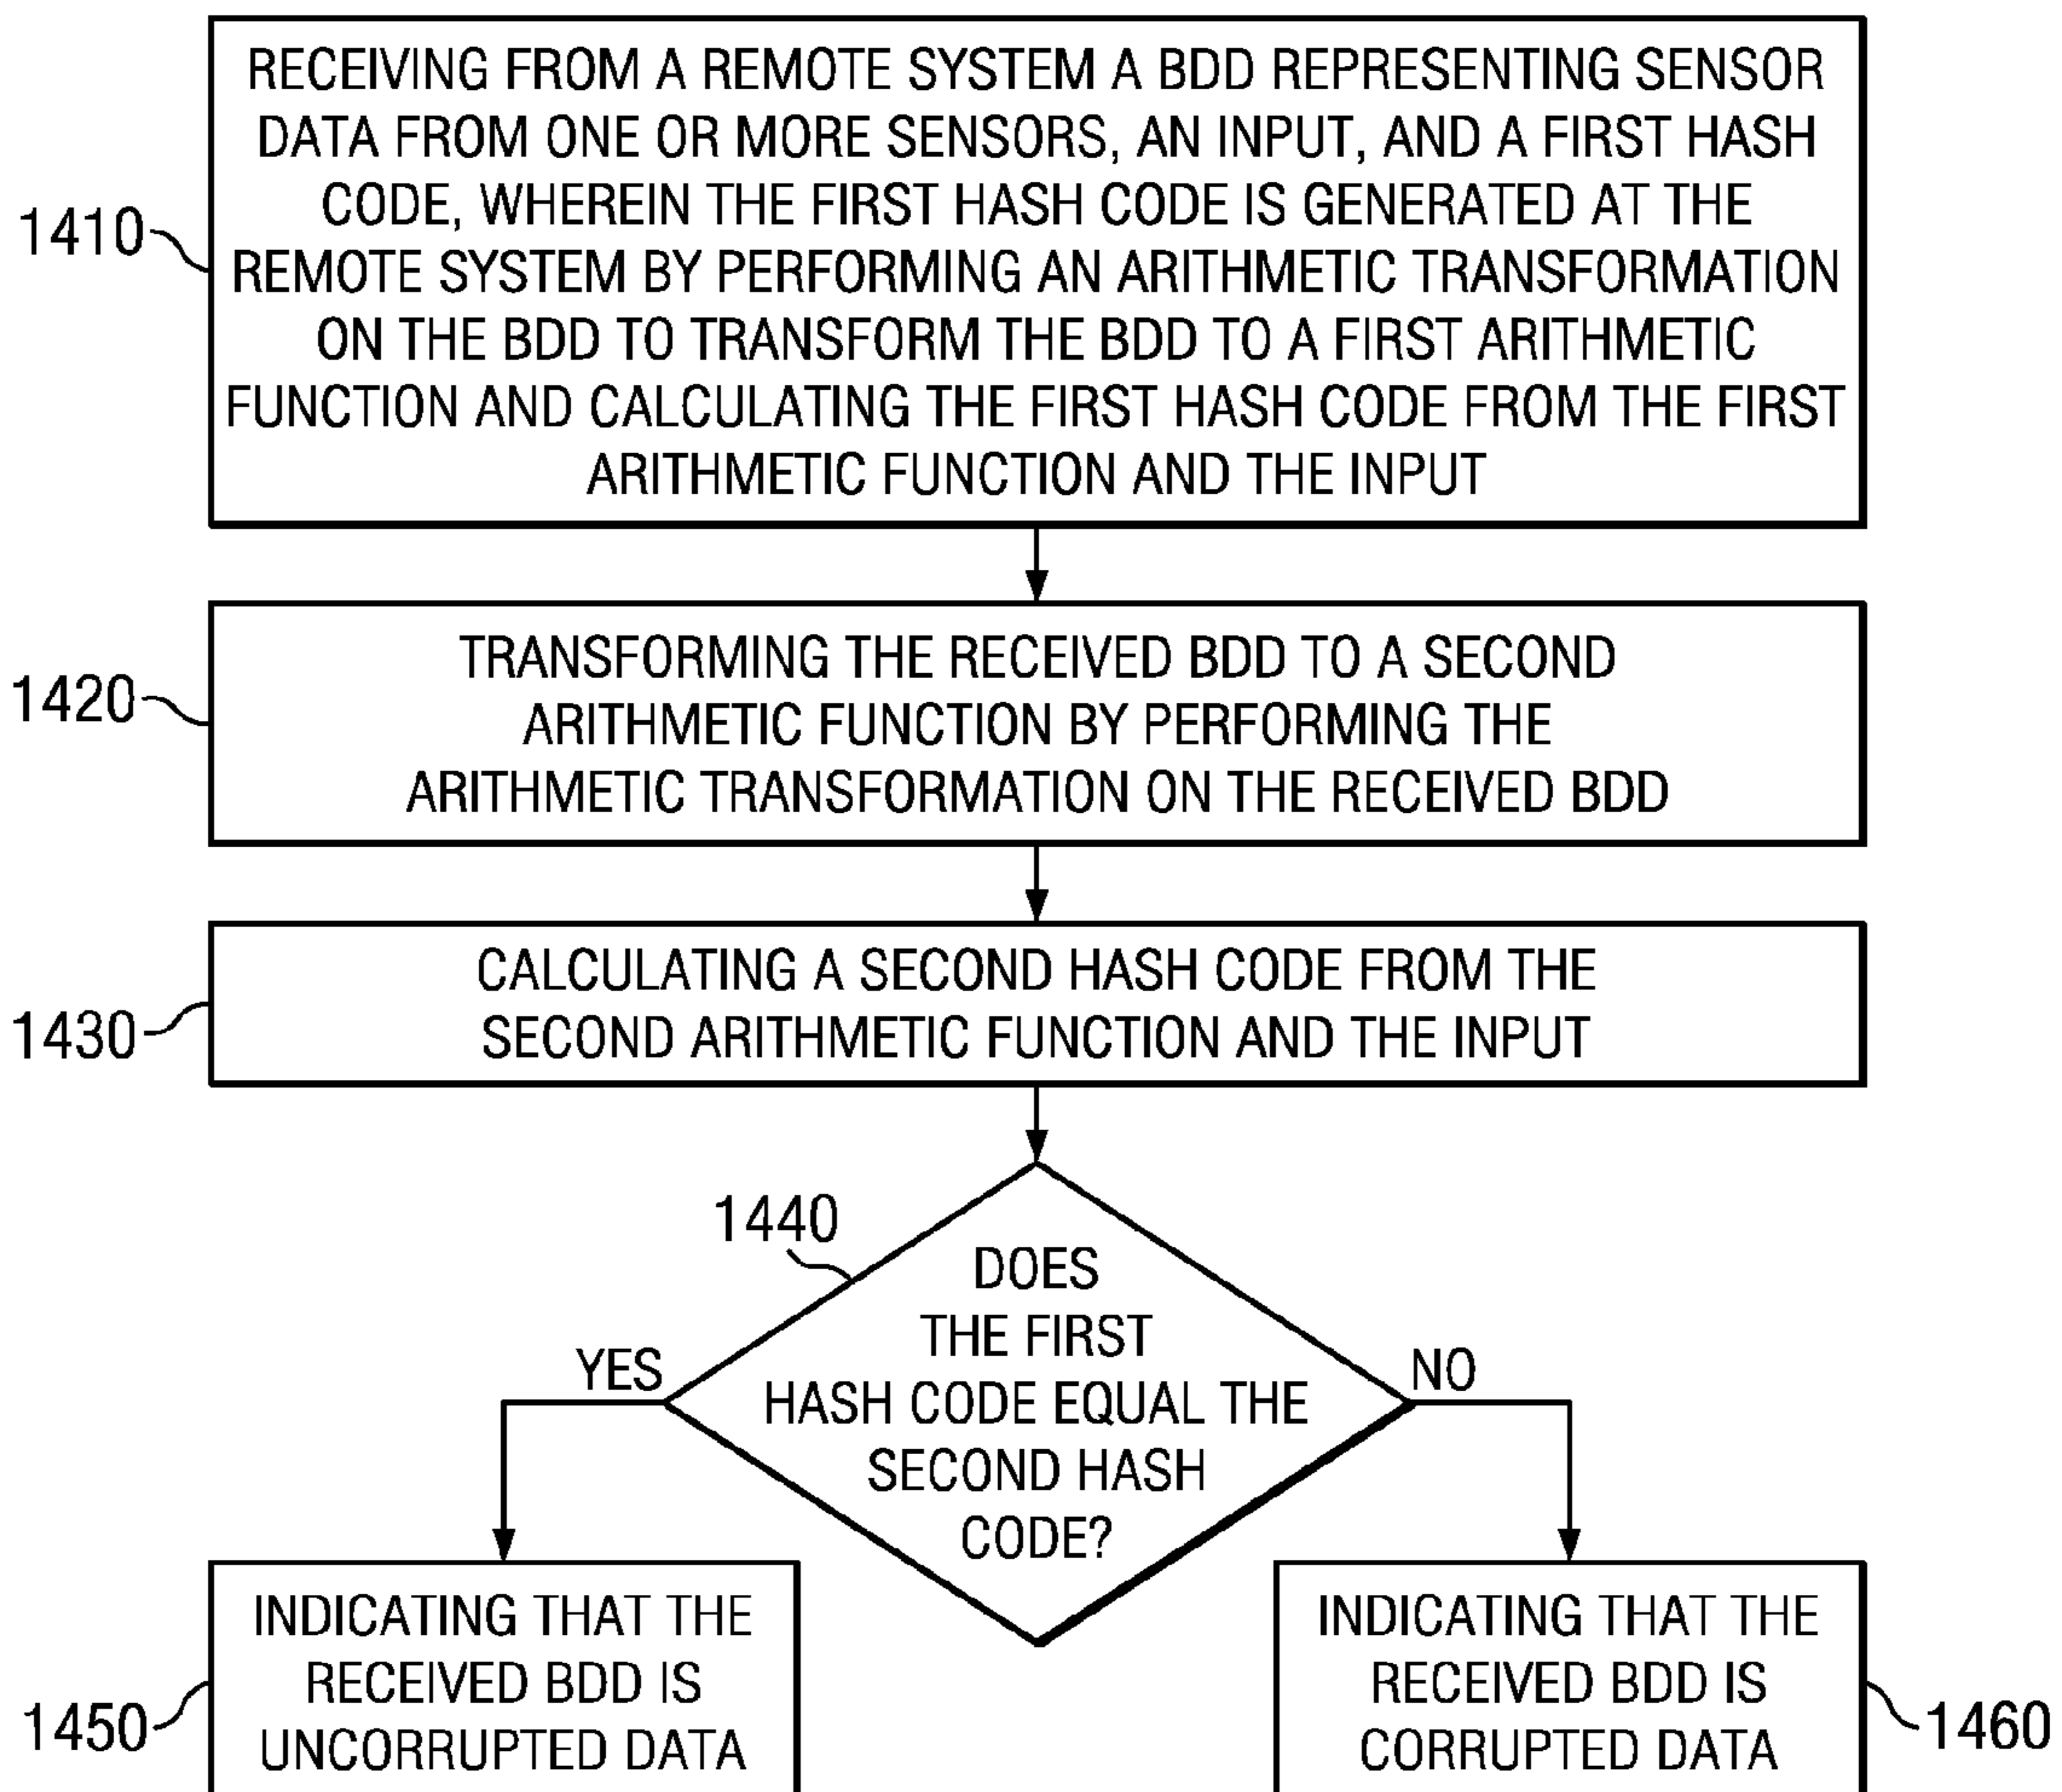 RECEIVING FROM A REMOTE SYSTEM A BDD REPRESENTING SENSOR
DATA FROM ONE OR MORE SENSORS, AN INPUT, AND A FIRST HASH
CODE, WHEREIN THE FIRST HASH CODE IS GENERATED AT THE
REMOTE SYSTEM BY PERFORMING AN ARITHMETIC TRANSFORMATION
ON THE BDD TO TRANSFORM THE BDD TO A FIRST ARITHMETIC
FUNCTION AND CALCULATING THE FIRST HASH CODE FROM THE FIRST
ARITHMETIC FUNCTION AND THE INPUT
1410
TRANSFORMING THE RECEIVED BDD TO A SECOND
ARITHMETIC FUNCTION BY PERFORMING THE
ARITHMETIC TRANSFORMATION ON THE RECEIVED BDD
1420
CALCULATING A SECOND HASH CODE FROM THE
SECOND ARITHMETIC FUNCTION AND THE INPUT
1430
1440
DOES
THE FIRST
HASH CODE EQUAL THE
SECOND HASH
CODE?
YES
NO
INDICATING THAT THE
RECEIVED BDD IS
UNCORRUPTED DATA
1450
INDICATING THAT THE
RECEIVED BDD IS
CORRUPTED DATA
1460